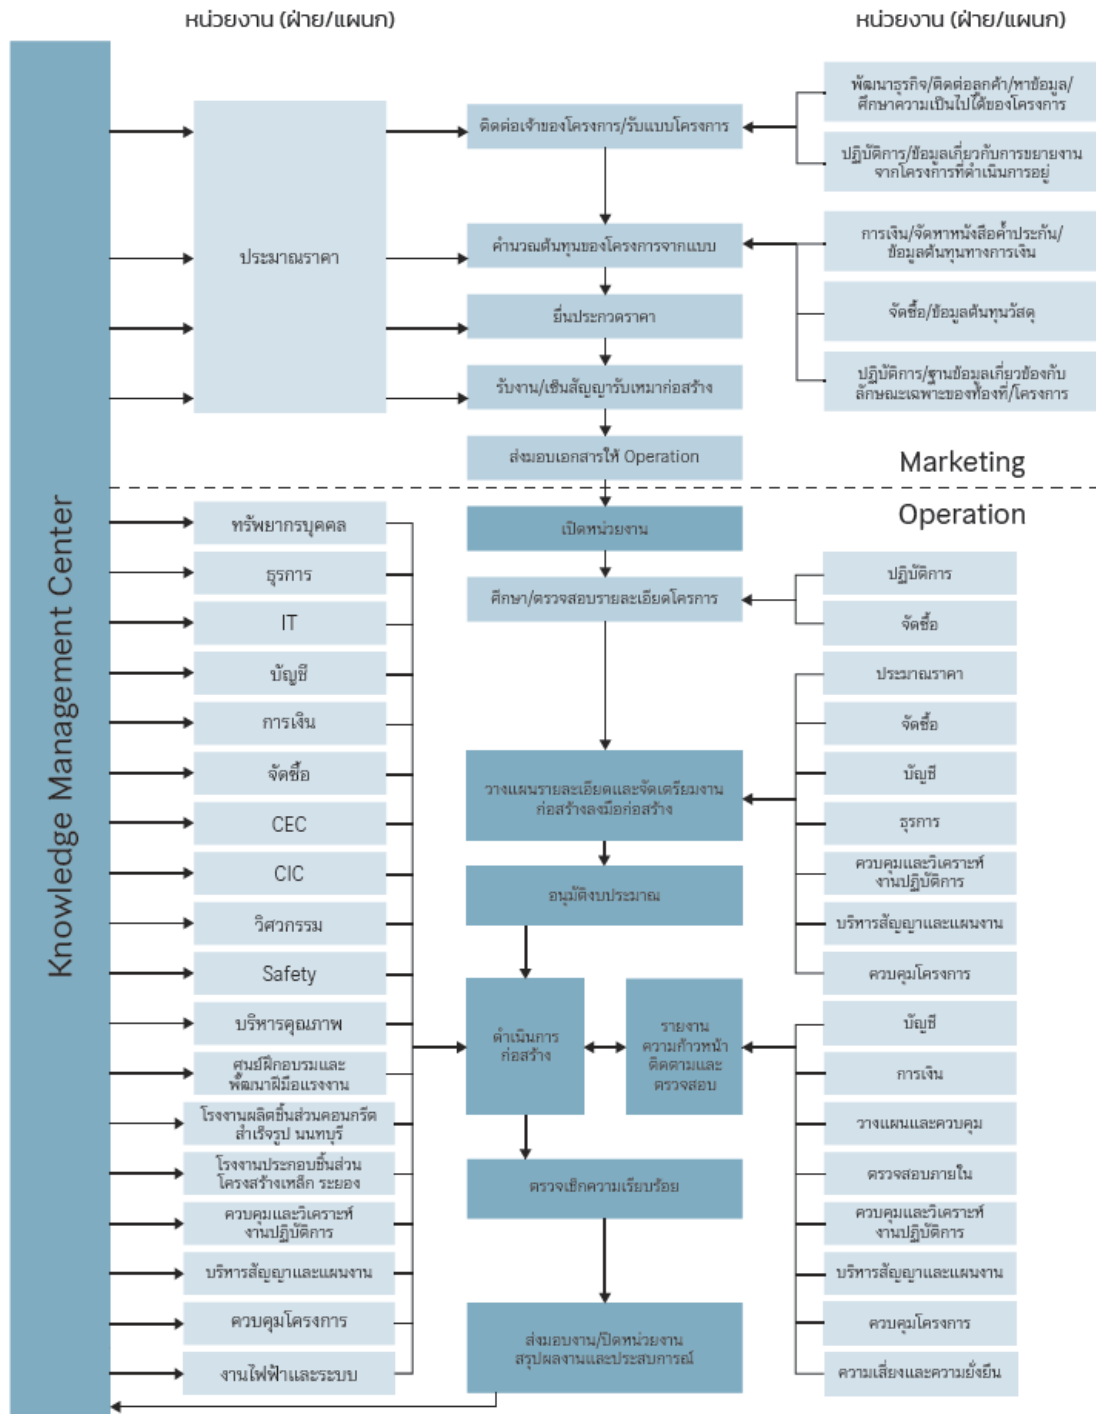 หน่วยงาน (ฝ่าย/แผนก)
หน่วยงาน (ฝ่าย/แผนก)
Knowledge Management Center
ประมาณราคา
ติดต่อเจ้าของโครงการ/รับแบบโครงการ
พัฒนาธุรกิจ/ติดต่อลูกค้า/หาข้อมูล/
ศึกษาความเป็นไปได้ของโครงการ
ปฏิบัติการ/ข้อมูลเกี่ยวกับการขยายงาน
จากโครงการที่ดำเนินการอยู่
คำนวณต้นทุนของโครงการจากแบบ
การเงิน/จัดหาหนังสือค้ำประกัน/
ข้อมูลต้นทุนทางการเงิน
ยื่นประกวดราคา
จัดซื้อ/ข้อมูลต้นทุนวัสดุ
รับงาน/เซ็นสัญญารับเหมาก่อสร้าง
ปฏิบัติการ/ฐานข้อมูลเกี่ยวข้องกับ
ลักษณะเฉพาะของท้องที่/โครงการ
ส่งมอบเอกสารให้ Operation
Marketing
Operation
ทรัพยากรบุคคล
ธุรการ
IT
บัญชี
การเงิน
จัดซื้อ
CEC
CIC
วิศวกรรม
Safety
บริหารคุณภาพ
ศูนย์ฝึกอบรมและ
พัฒนาฝีมือแรงงาน
โรงงานผลิตชิ้นส่วนคอนกรีต
สำเร็จรูป นนทบุรี
โรงงานประกอบชิ้นส่วน
โครงสร้างเหล็ก ระยอง
ควบคุมและวิเคราะห์
งานปฏิบัติการ
บริหารสัญญาและแผนงาน
ควบคุมโครงการ
งานไฟฟ้าและระบบ
เปิดหน่วยงาน
ศึกษา/ตรวจสอบรายละเอียดโครการ
วางแผนรายละเอียดและจัดเตรียมงาน
ก่อสร้างลงมือก่อสร้าง
อนุมัติงบประมาณ
ดำเนินการ
ก่อสร้าง
รายงาน
ความก้าวหน้า
ติดตามและ
ตรวจสอบ
ตรวจเช็กความเรียบร้อย
ส่งมอบงาน/ปิดหน่วยงาน
สรุปผลงานและประสบการณ์
ปฏิบัติการ
จัดซื้อ
ประมาณราคา
จัดซื้อ
บัญชี
ธุรการ
ควบคุมและวิเคราะห์
งานปฏิบัติการ
บริหารสัญญาและแผนงาน
ควบคุมโครงการ
บัญชี
การเงิน
วางแผนและควบคุม
ตรวจสอบภายใน
ควบคุมและวิเคราะห์
งานปฏิบัติการ
บริหารสัญญาและแผนงาน
ควบคุมโครงการ
ความเสี่ยงและความยั่งยืน